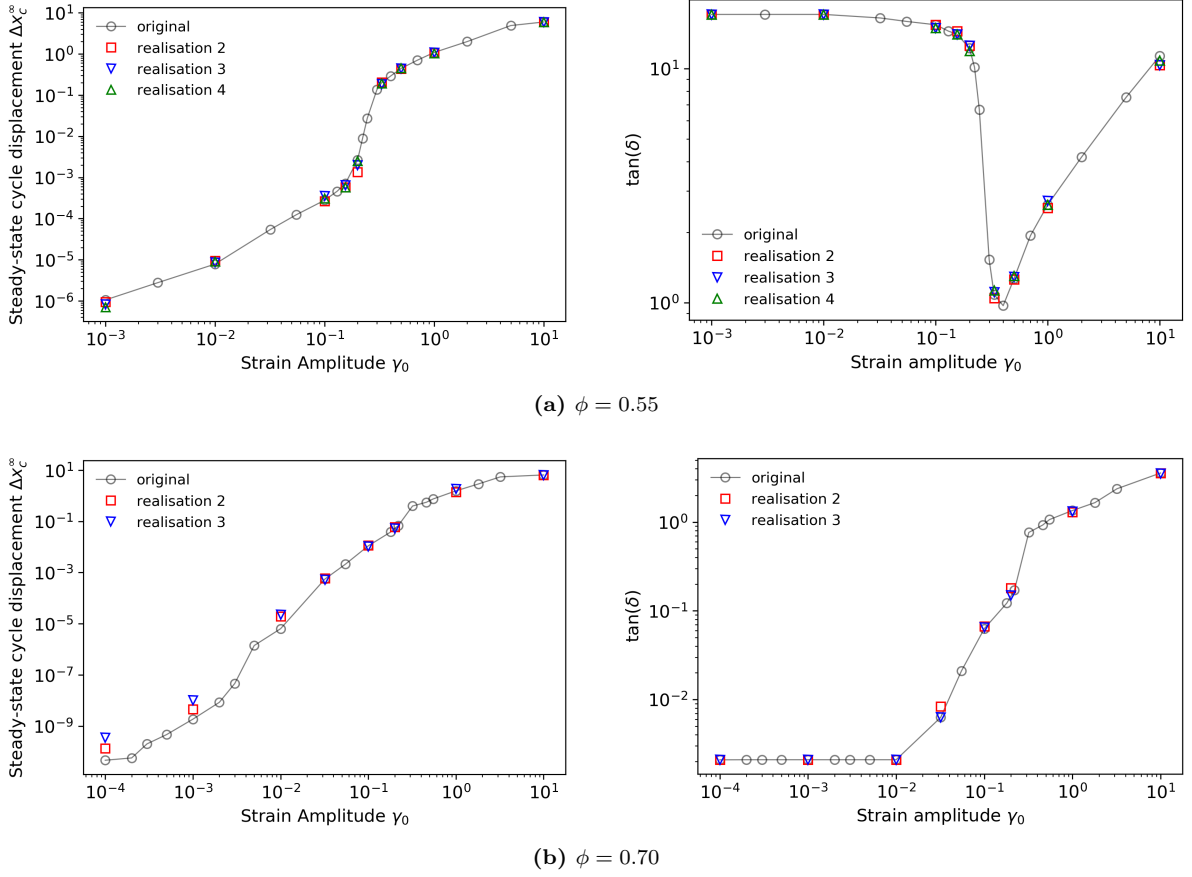 Steady-state cycle displacement Δx_c^∞
10^1
10^0
10^−1
10^−2
10^−3
10^−4
10^−5
10^−6
original
realisation 2
realisation 3
realisation 4
10^−3 10^−2 10^−1 10^0 10^1
Strain Amplitude γ_0
tan(δ)
10^1
10^0
original
realisation 2
realisation 3
realisation 4
10^−3 10^−2 10^−1 10^0 10^1
Strain amplitude γ_0
(a) ϕ = 0.55
Steady-state cycle displacement Δx_c^∞
10^1
10^−1
10^−3
10^−5
10^−7
10^−9
original
realisation 2
realisation 3
10^−4 10^−3 10^−2 10^−1 10^0 10^1
Strain Amplitude γ_0
tan(δ)
10^0
10^−1
10^−2
original
realisation 2
realisation 3
10^−4 10^−3 10^−2 10^−1 10^0 10^1
Strain amplitude γ_0
(b) ϕ = 0.70